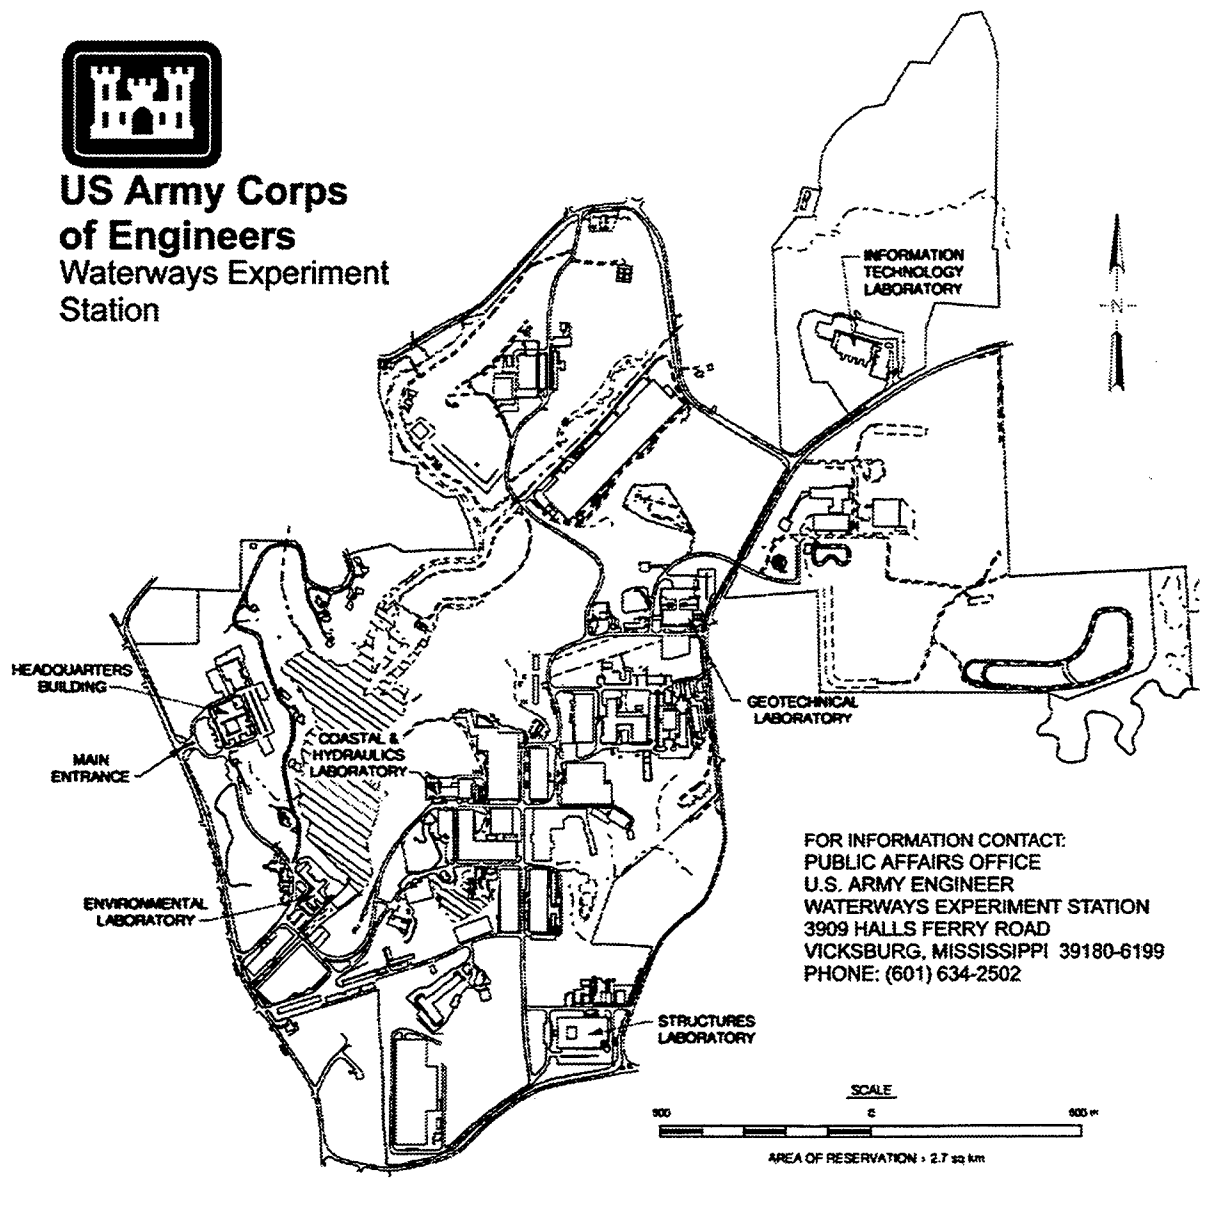 US Army Corps
of Engineers
Waterways Experiment
Station
INFORMATION
TECHNOLOGY
LABORATORY
N
HEADQUARTERS
BUILDING
MAIN
ENTRANCE
COASTAL &
HYDRAULICS
LABORATORY
GEOTECHNICAL
LABORATORY
ENVIRONMENTAL
LABORATORY
STRUCTURES
LABORATORY
FOR INFORMATION CONTACT:
PUBLIC AFFAIRS OFFICE
U.S. ARMY ENGINEER
WATERWAYS EXPERIMENT STATION
3909 HALLS FERRY ROAD
VICKSBURG, MISSISSIPPI 39180-6199
PHONE: (601) 634-2502
SCALE
AREA OF RESERVATION = 2.7 sq km